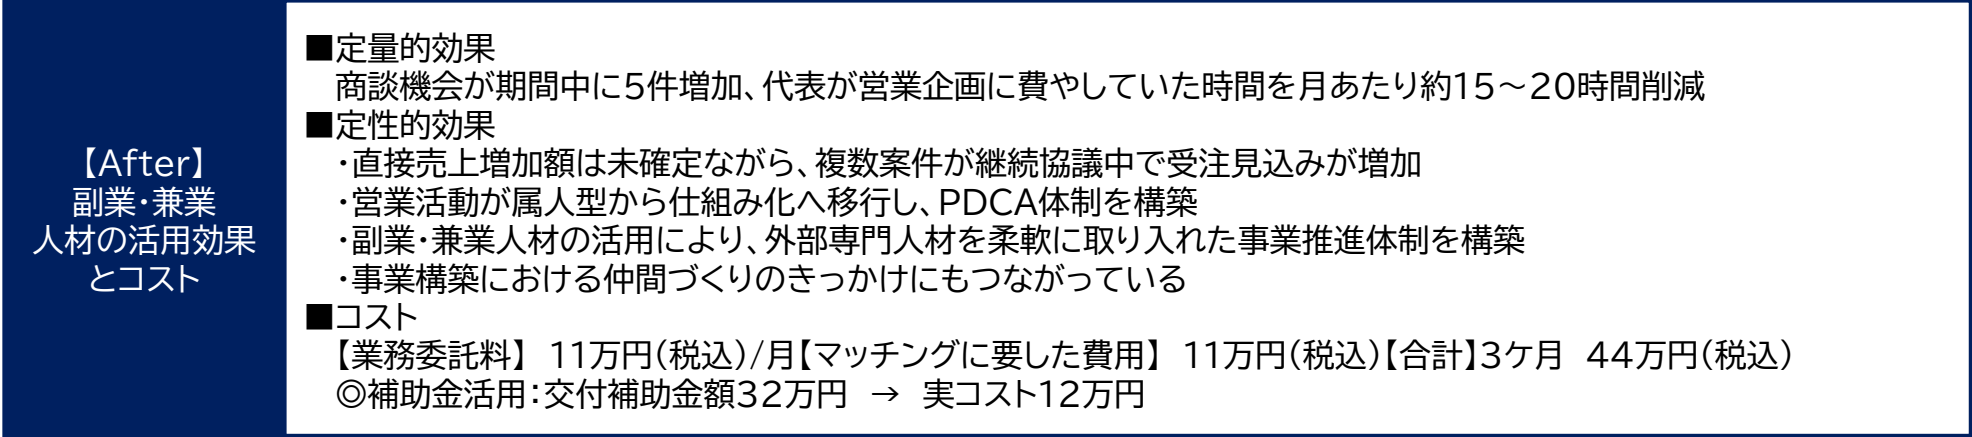 【After】
副業・兼業
人材の活用効果
とコスト
■定量的効果
商談機会が期間中に5件増加、代表が営業企画に費やしていた時間を月あたり約15～20時間削減
■定性的効果
・直接売上増加額は未確定ながら、複数案件が継続協議中で受注見込みが増加
・営業活動が属人型から仕組み化へ移行し、PDCA体制を構築
・副業・兼業人材の活用により、外部専門人材を柔軟に取り入れた事業推進体制を構築
・事業構築における仲間づくりのきっかけにもつながっている
■コスト
【業務委託料】 11万円(税込)/月【マッチングに要した費用】 11万円(税込)【合計】3ケ月 44万円(税込)
◎補助金活用：交付補助金額32万円 → 実コスト12万円